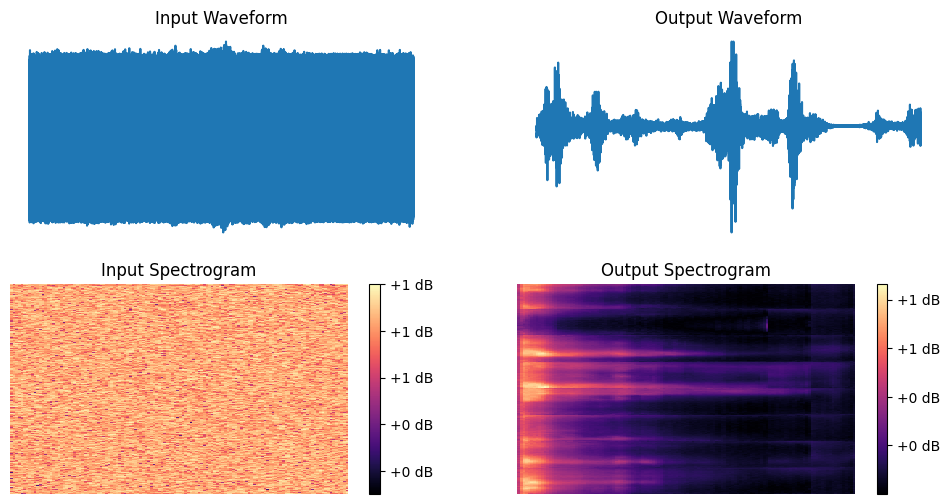 Input Waveform
Output Waveform
Input Spectrogram
+1 dB
+1 dB
+1 dB
+0 dB
+0 dB
Output Spectrogram
+1 dB
+1 dB
+0 dB
+0 dB